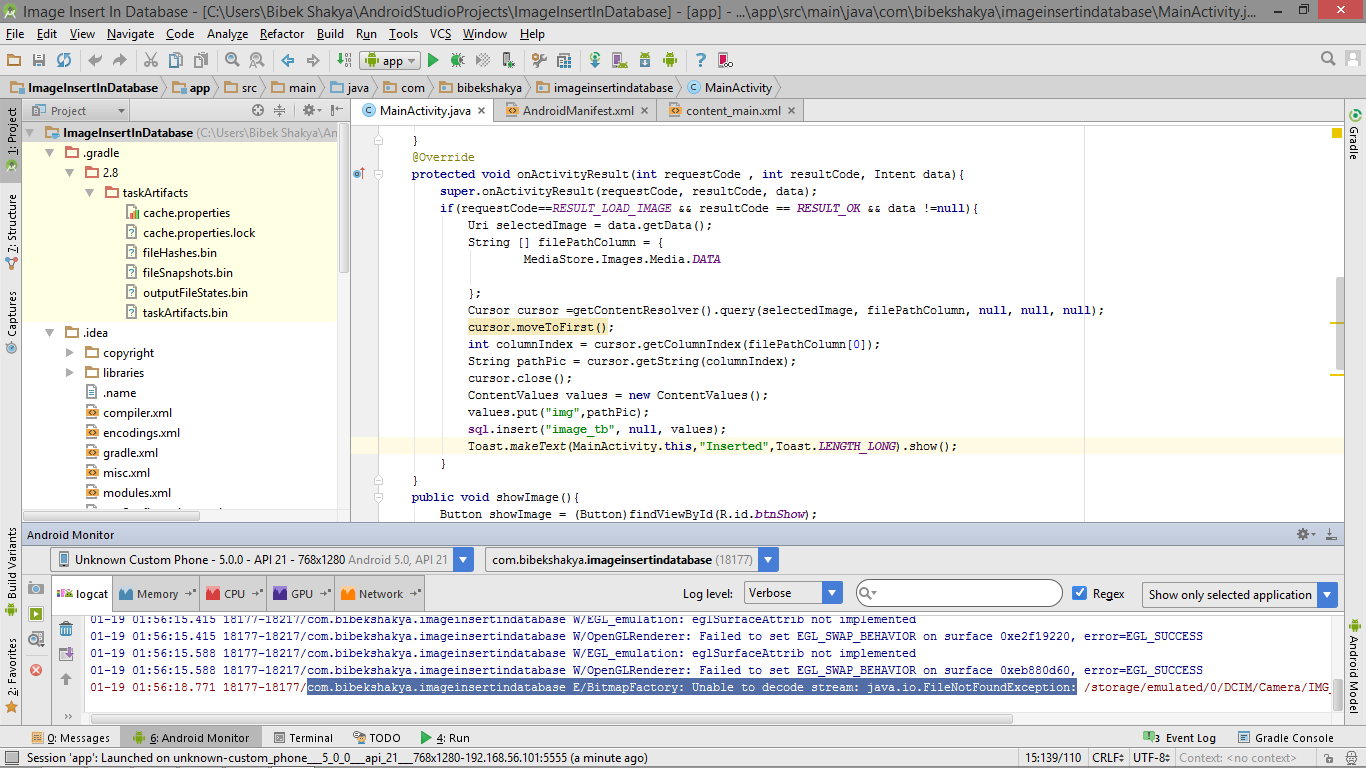 Image Insert In Database - [C:\Users\Bibek Shakya\AndroidStudioProjects\ImageInsertInDatabase] - [app] - ...\app\src\main\java\com\bibekshakya\imageinsertindatabase\MainActivity.j...
File Edit View Navigate Code Analyze Refactor Build Run Tools VCS Window Help
app
ImageInsertInDatabase app src main java com bibekshakya imageinsertindatabase MainActivity
Project
MainActivity.java AndroidManifest.xml content_main.xml
1: Project
7: Structure
Captures
Build Variants
2: Favorites
ImageInsertInDatabase (C:\Users\Bibek Shakya\An
.gradle
2.8
taskArtifacts
cache.properties
cache.properties.lock
fileHashes.bin
fileSnapshots.bin
outputFileStates.bin
taskArtifacts.bin
.idea
copyright
libraries
.name
compiler.xml
encodings.xml
gradle.xml
misc.xml
modules.xml
}
@Override
protected void onActivityResult(int requestCode , int resultCode, Intent data){
super.onActivityResult(requestCode, resultCode, data);
if(requestCode==RESULT_LOAD_IMAGE && resultCode == RESULT_OK && data !=null){
Uri selectedImage = data.getData();
String [] filePathColumn = {
MediaStore.Images.Media.DATA
};
Cursor cursor =getContentResolver().query(selectedImage, filePathColumn, null, null, null);
cursor.moveToFirst();
int columnIndex = cursor.getColumnIndex(filePathColumn[0]);
String pathPic = cursor.getString(columnIndex);
cursor.close();
ContentValues values = new ContentValues();
values.put("img",pathPic);
sql.insert("image_tb", null, values);
Toast.makeText(MainActivity.this,"Inserted",Toast.LENGTH_LONG).show();
}
}
public void showImage(){
Button showImage = (Button)findViewById(R.id.btnShow);
Gradle
Android Model
Android Monitor
Unknown Custom Phone - 5.0.0 - API 21 - 768x1280 Android 5.0, API 21
com.bibekshakya.imageinsertindatabase (18177)
logcat Memory CPU GPU Network Log level: Verbose Regex Show only selected application
01-19 01:56:15.415 18177-18217/com.bibekshakya.imageinsertindatabase W/EGL_emulation: eglSurfaceAttrib not implemented
01-19 01:56:15.415 18177-18217/com.bibekshakya.imageinsertindatabase W/OpenGLRenderer: Failed to set EGL_SWAP_BEHAVIOR on surface 0xe2f19220, error=EGL_SUCCESS
01-19 01:56:15.588 18177-18217/com.bibekshakya.imageinsertindatabase W/EGL_emulation: eglSurfaceAttrib not implemented
01-19 01:56:15.588 18177-18217/com.bibekshakya.imageinsertindatabase W/OpenGLRenderer: Failed to set EGL_SWAP_BEHAVIOR on surface 0xeb880d60, error=EGL_SUCCESS
01-19 01:56:18.771 18177-18177/com.bibekshakya.imageinsertindatabase E/BitmapFactory: Unable to decode stream: java.io.FileNotFoundException: /storage/emulated/0/DCIM/Camera/IMG_
0: Messages 6: Android Monitor Terminal TODO 4: Run Event Log Gradle Console
Session 'app': Launched on unknown-custom_phone___5_0_0___api_21___768x1280-192.168.56.101:5555 (a minute ago) 15:139/110 CRLF UTF-8 Context: <no context>